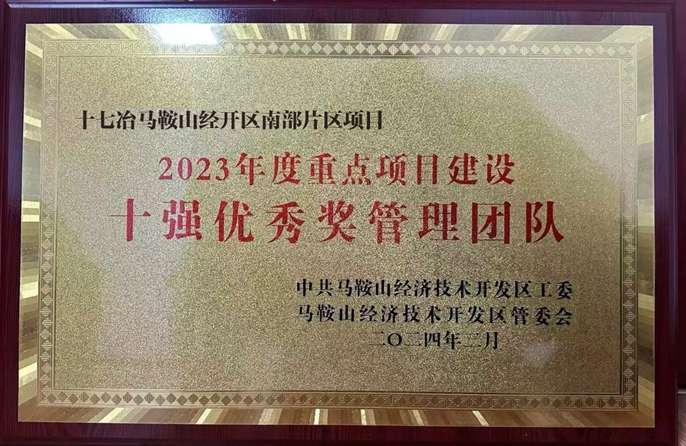 十七冶马鞍山经开区南部片区项目
2023年度重点项目建设
十强优秀奖管理团队
中共马鞍山经济技术开发区工委
马鞍山经济技术开发区管委会
二〇二四年二月